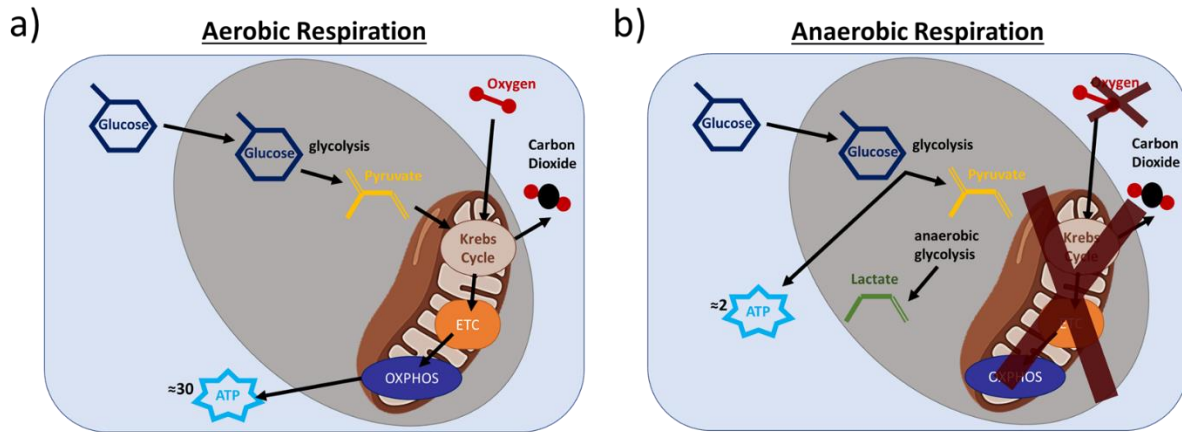 a)
Aerobic Respiration
Glucose
Glucose
glycolysis
Pyruvate
Oxygen
Carbon
Dioxide
Krebs
Cycle
ETC
OXPHOS
≈30
ATP
b)
Anaerobic Respiration
Glucose
Glucose
glycolysis
Pyruvate
Oxygen
Carbon
Dioxide
Krebs
Cycle
anaerobic
glycolysis
Lactate
≈2
ATP
ETC
OXPHOS